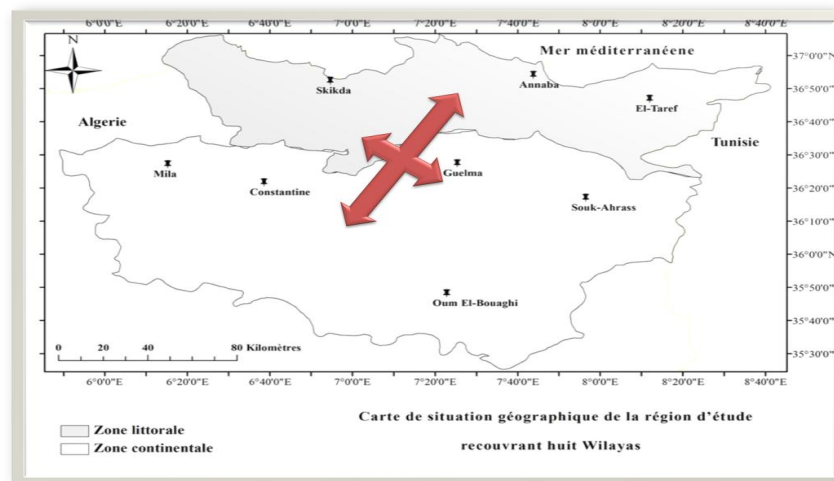 6°0'0"E 6°20'0"E 6°40'0"E 7°0'0"E 7°20'0"E 7°40'0"E 8°0'0"E 8°20'0"E 8°40'0"E
N
Mer méditerranéene
37°0'0"N
Skikda
Annaba
36°50'0"N
El-Taref
Algerie
36°40'0"N
Tunisie
36°30'0"N
Mila
Guelma
Constantine
36°20'0"N
Souk-Ahrass
36°10'0"N
36°0'0"N
35°50'0"N
Oum El-Bouaghi
35°40'0"N
0 20 40 80 Kilomètres
35°30'0"N
6°0'0"E 6°20'0"E 6°40'0"E 7°0'0"E 7°20'0"E 7°40'0"E 8°0'0"E 8°20'0"E 8°40'0"E
Carte de situation géographique de la région d'étude
recouvrant huit Wilayas
Zone littorale
Zone continentale